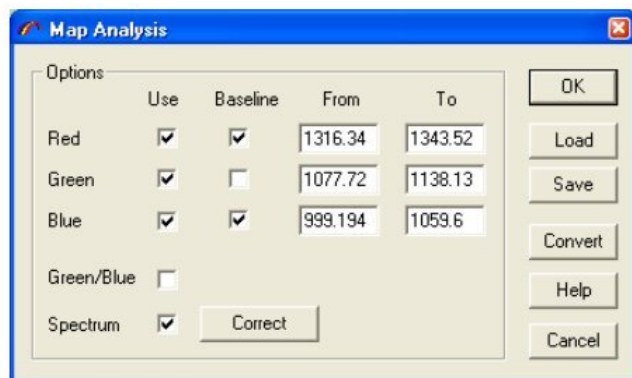 Map Analysis
Options
Use Baseline From To
Red 1316.34 1343.52
Green 1077.72 1138.13
Blue 999.194 1059.6
Green/Blue
Spectrum Correct
OK
Load
Save
Convert
Help
Cancel